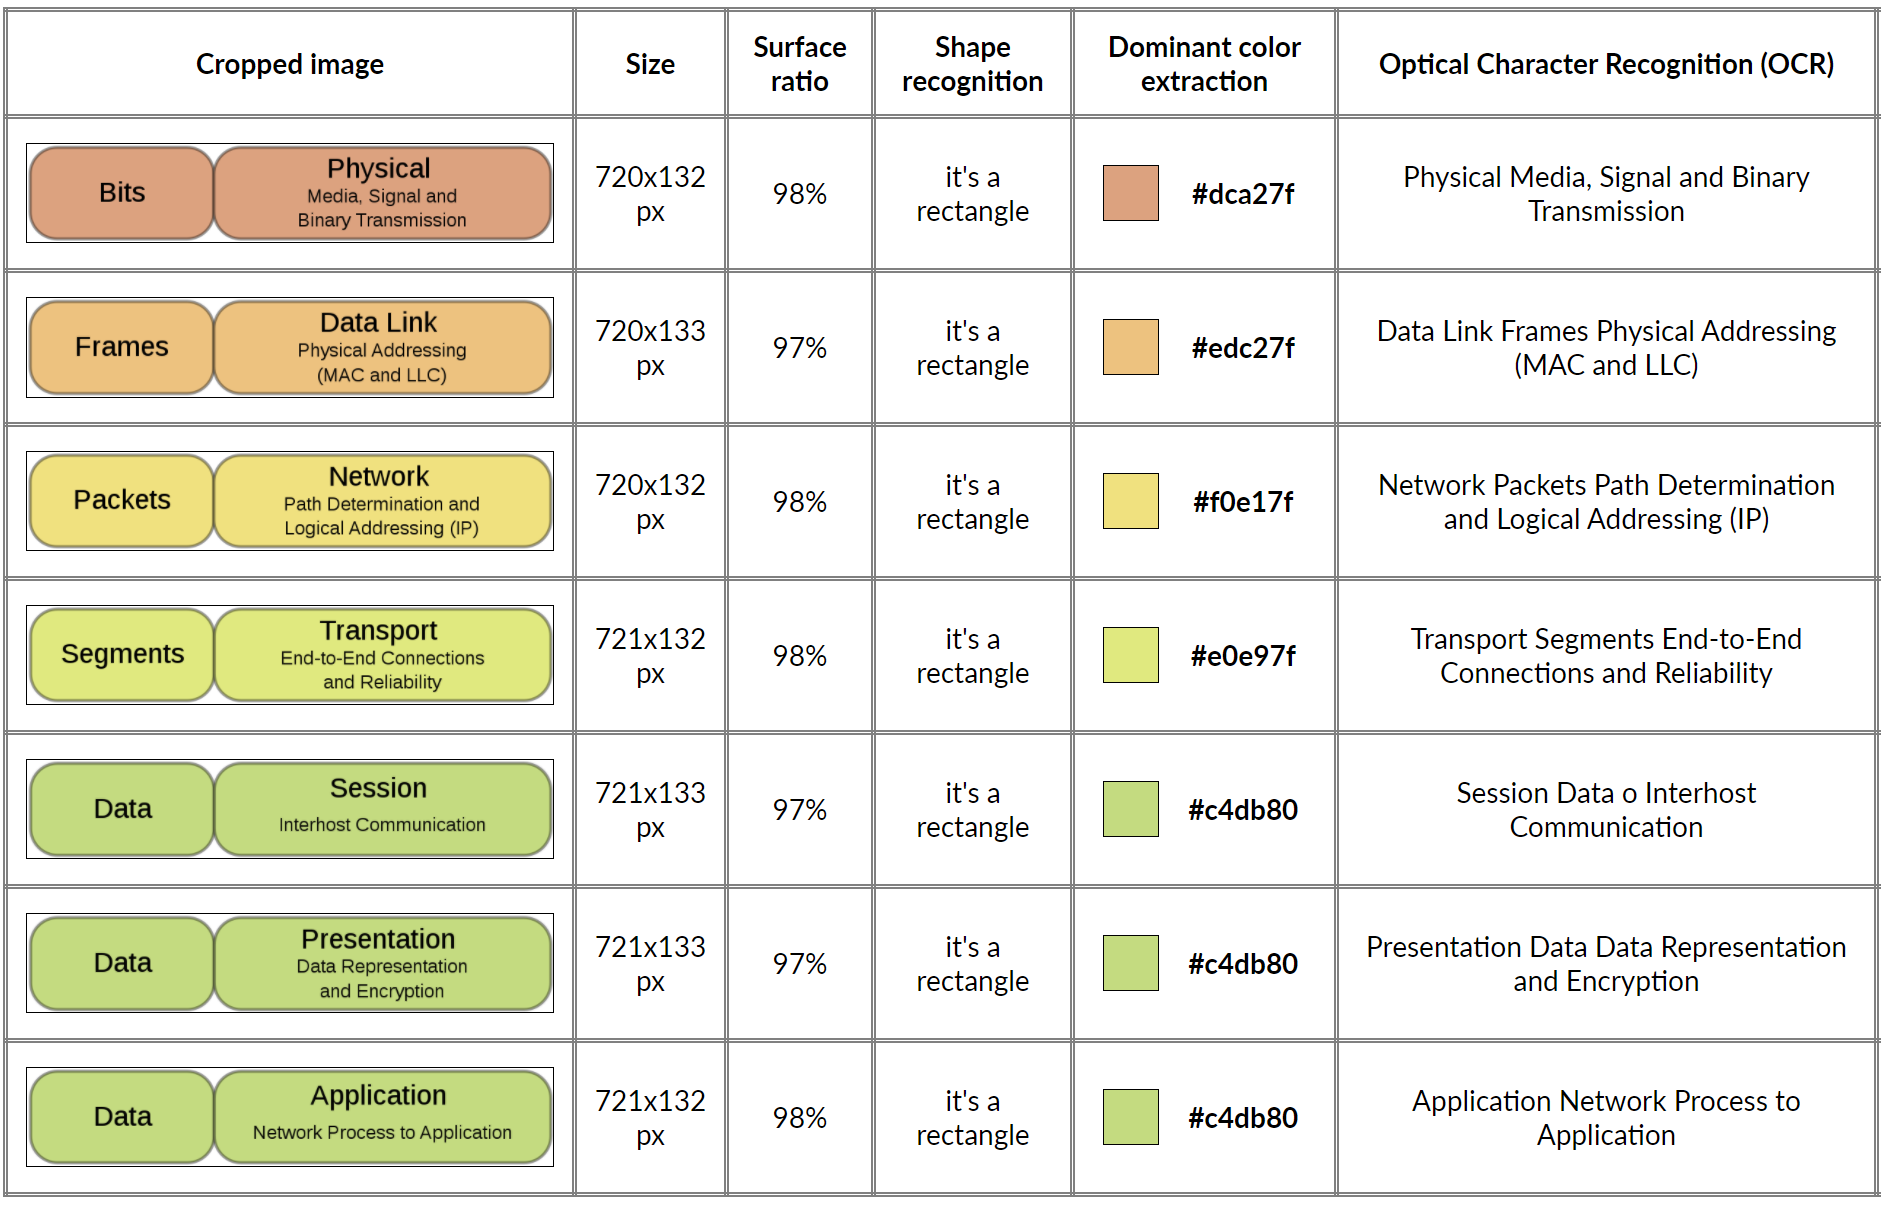 Cropped image
Size
Surface
ratio
Shape
recognition
Dominant color
extraction
Optical Character Recognition (OCR)
Bits
Physical
Media, Signal and
Binary Transmission
720x132
px
98%
it's a
rectangle
#dca27f
Physical Media, Signal and Binary
Transmission
Frames
Data Link
Physical Addressing
(MAC and LLC)
720x133
px
97%
it's a
rectangle
#edc27f
Data Link Frames Physical Addressing
(MAC and LLC)
Packets
Network
Path Determination and
Logical Addressing (IP)
720x132
px
98%
it's a
rectangle
#f0e17f
Network Packets Path Determination
and Logical Addressing (IP)
Segments
Transport
End-to-End Connections
and Reliability
721x132
px
98%
it's a
rectangle
#e0e97f
Transport Segments End-to-End
Connections and Reliability
Data
Session
Interhost Communication
721x133
px
97%
it's a
rectangle
#c4db80
Session Data o Interhost
Communication
Data
Presentation
Data Representation
and Encryption
721x133
px
97%
it's a
rectangle
#c4db80
Presentation Data Data Representation
and Encryption
Data
Application
Network Process to Application
721x132
px
98%
it's a
rectangle
#c4db80
Application Network Process to
Application